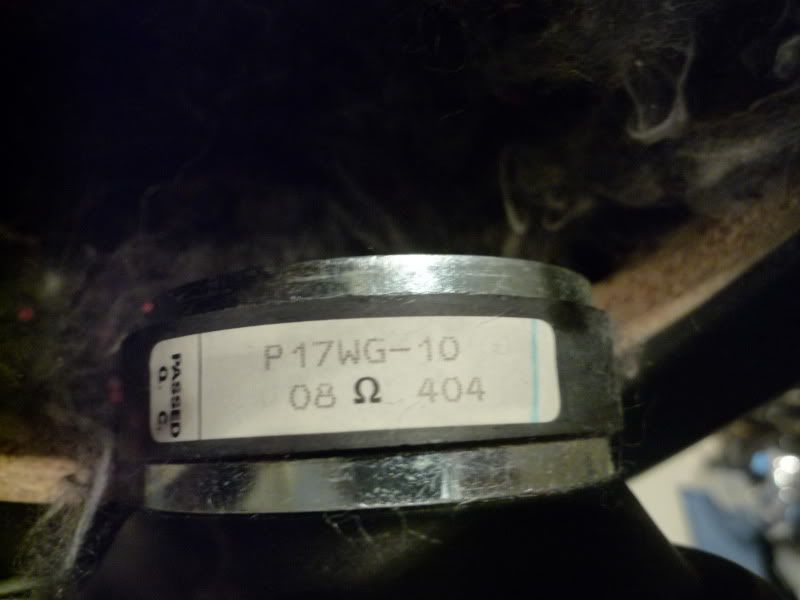 PASSED
Q. C.
P17WG-10
08 Ω 404